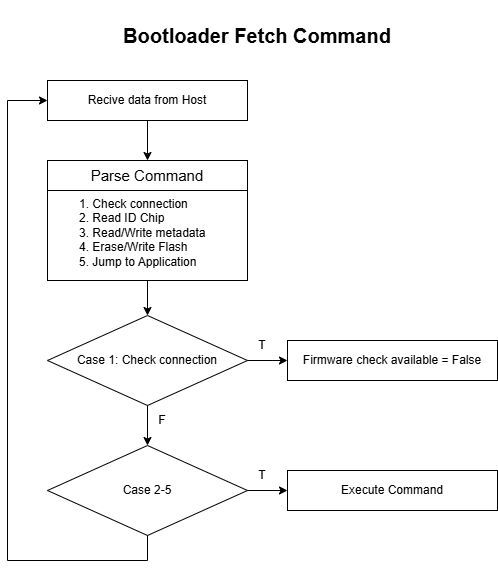 Bootloader Fetch Command
Recive data from Host
Parse Command
1. Check connection
2. Read ID Chip
3. Read/Write metadata
4. Erase/Write Flash
5. Jump to Application
Case 1: Check connection
T
Firmware check available = False
F
Case 2-5
T
Execute Command